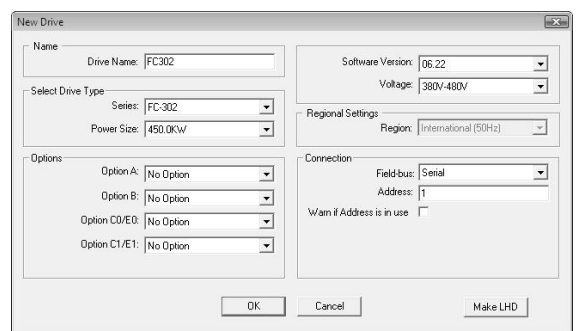 New Drive
Name
Drive Name: FC302
Select Drive Type
Series: FC-302
Power Size: 450.0KW
Options
Option A: No Option
Option B: No Option
Option C0/E0: No Option
Option C1/E1: No Option
Software Version: 06.22
Voltage: 380V-480V
Regional Settings
Region: International (50Hz)
Connection
Field-bus: Serial
Address: 1
Warn if Address is in use
OK
Cancel
Make LHD